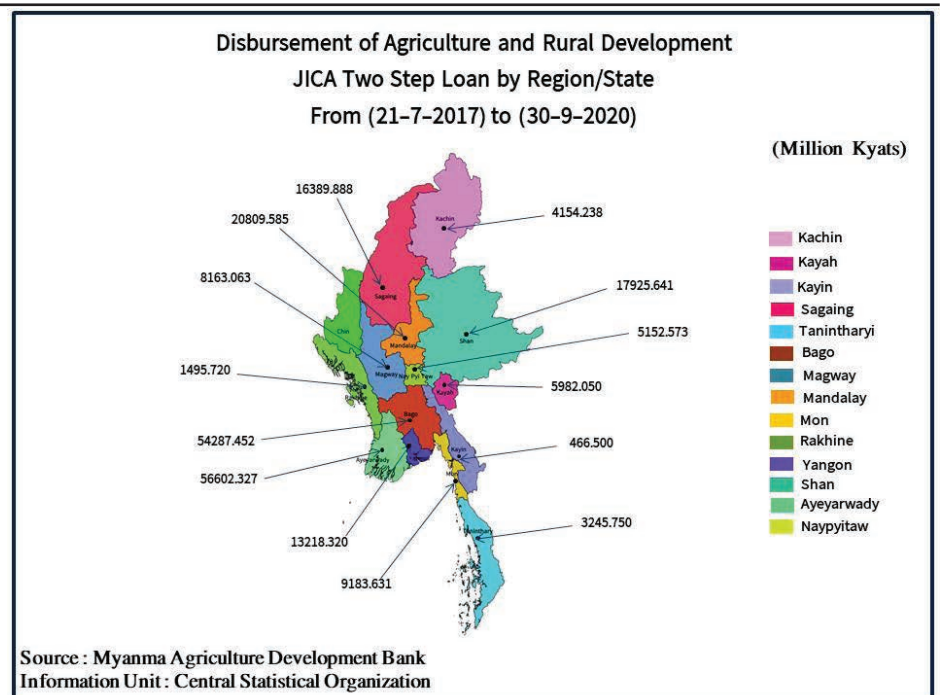 Disbursement of Agriculture and Rural Development
JICA Two Step Loan by Region/State
From (21-7-2017) to (30-9-2020)
(Million Kyats)
16389.888
20809.585
8163.063
1495.720
54287.452
56602.327
13218.320
9183.631
4154.238
17925.641
5152.573
5982.050
466.500
3245.750
Kachin
Sagaing
Chin
Mandalay
Shan
Magway
Nay Pyi Taw
Kayah
Bago
Ayeyarwady
Kayin
Kachin
Kayah
Kayin
Sagaing
Tanintharyi
Bago
Magway
Mandalay
Mon
Rakhine
Yangon
Shan
Ayeyarwady
Naypyitaw
Source : Myanma Agriculture Development Bank
Information Unit : Central Statistical Organization